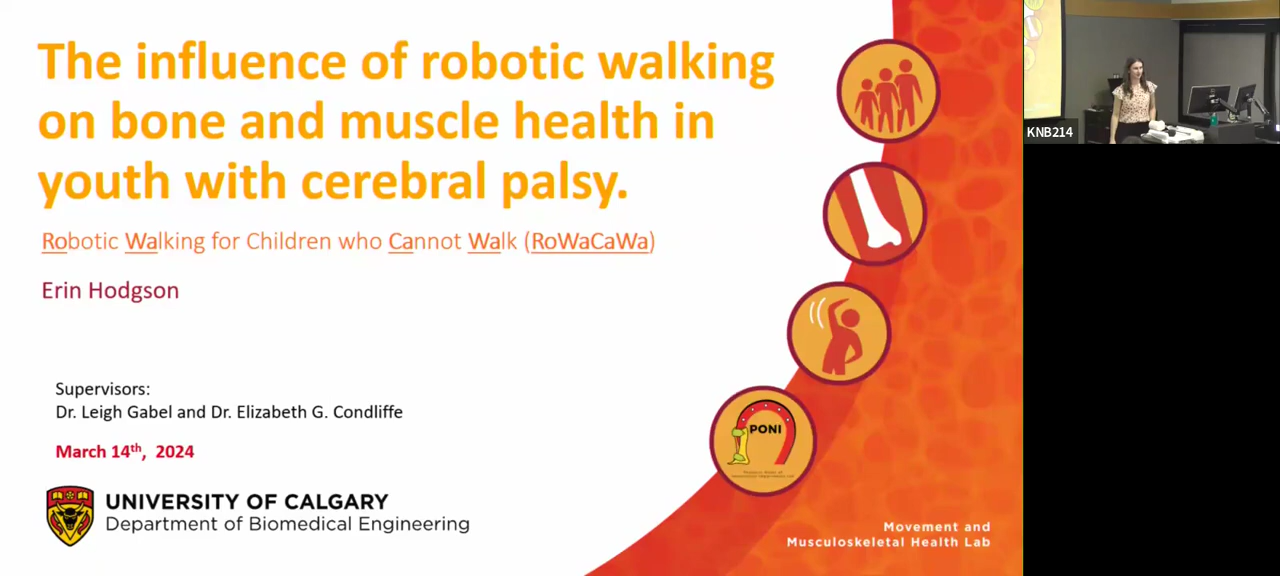 The influence of robotic walking
on bone and muscle health in
youth with cerebral palsy.
Robotic Walking for Children who Cannot Walk (RoWaCaWa)
Erin Hodgson
Supervisors:
Dr. Leigh Gabel and Dr. Elizabeth G. Condliffe
March 14th, 2024
UNIVERSITY OF CALGARY
Department of Biomedical Engineering
PONI
Movement and
Musculoskeletal Health Lab
KNB214